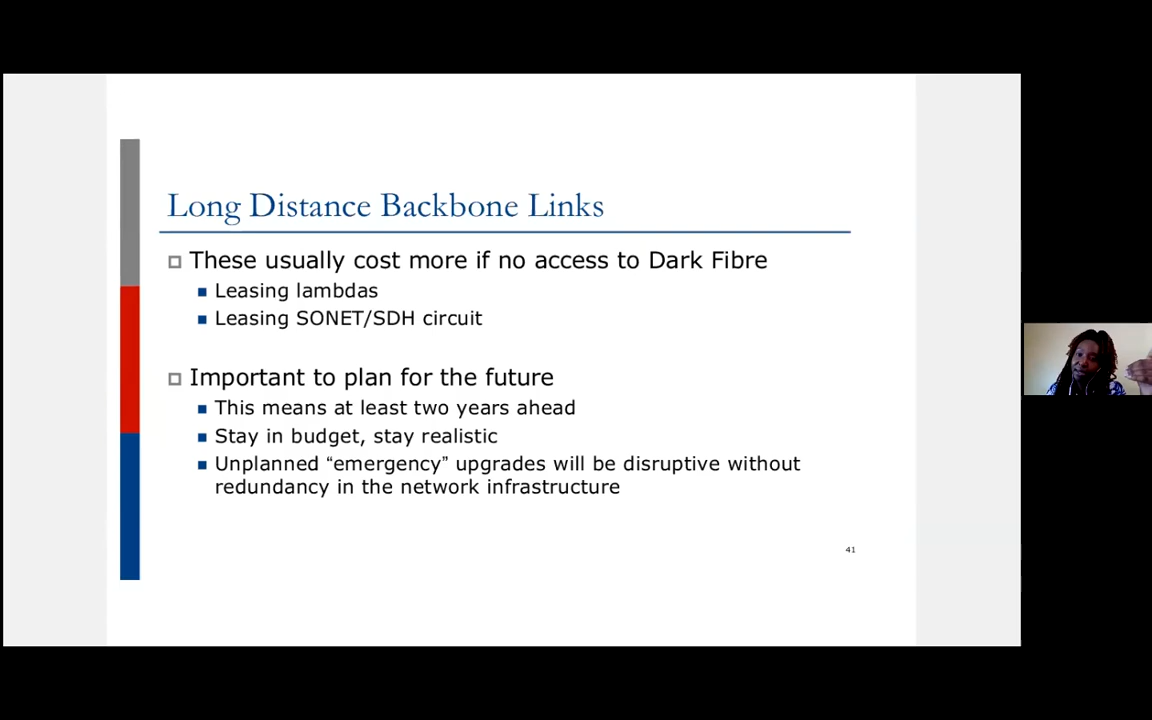 Long Distance Backbone Links
These usually cost more if no access to Dark Fibre
Leasing lambdas
Leasing SONET/SDH circuit
Important to plan for the future
This means at least two years ahead
Stay in budget, stay realistic
Unplanned “emergency” upgrades will be disruptive without
redundancy in the network infrastructure
41